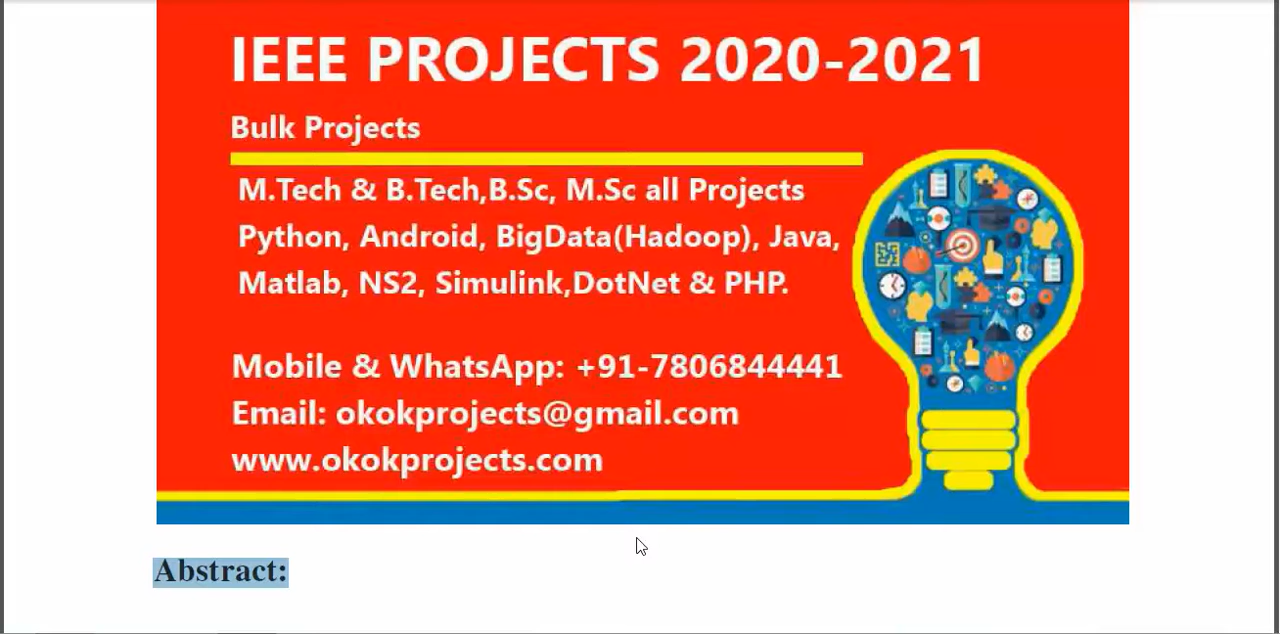 IEEE PROJECTS 2020-2021
Bulk Projects
M.Tech & B.Tech,B.Sc, M.Sc all Projects
Python, Android, BigData(Hadoop), Java,
Matlab, NS2, Simulink,DotNet & PHP.
Mobile & WhatsApp: +91-7806844441
Email: okokprojects@gmail.com
www.okokprojects.com
Abstract: